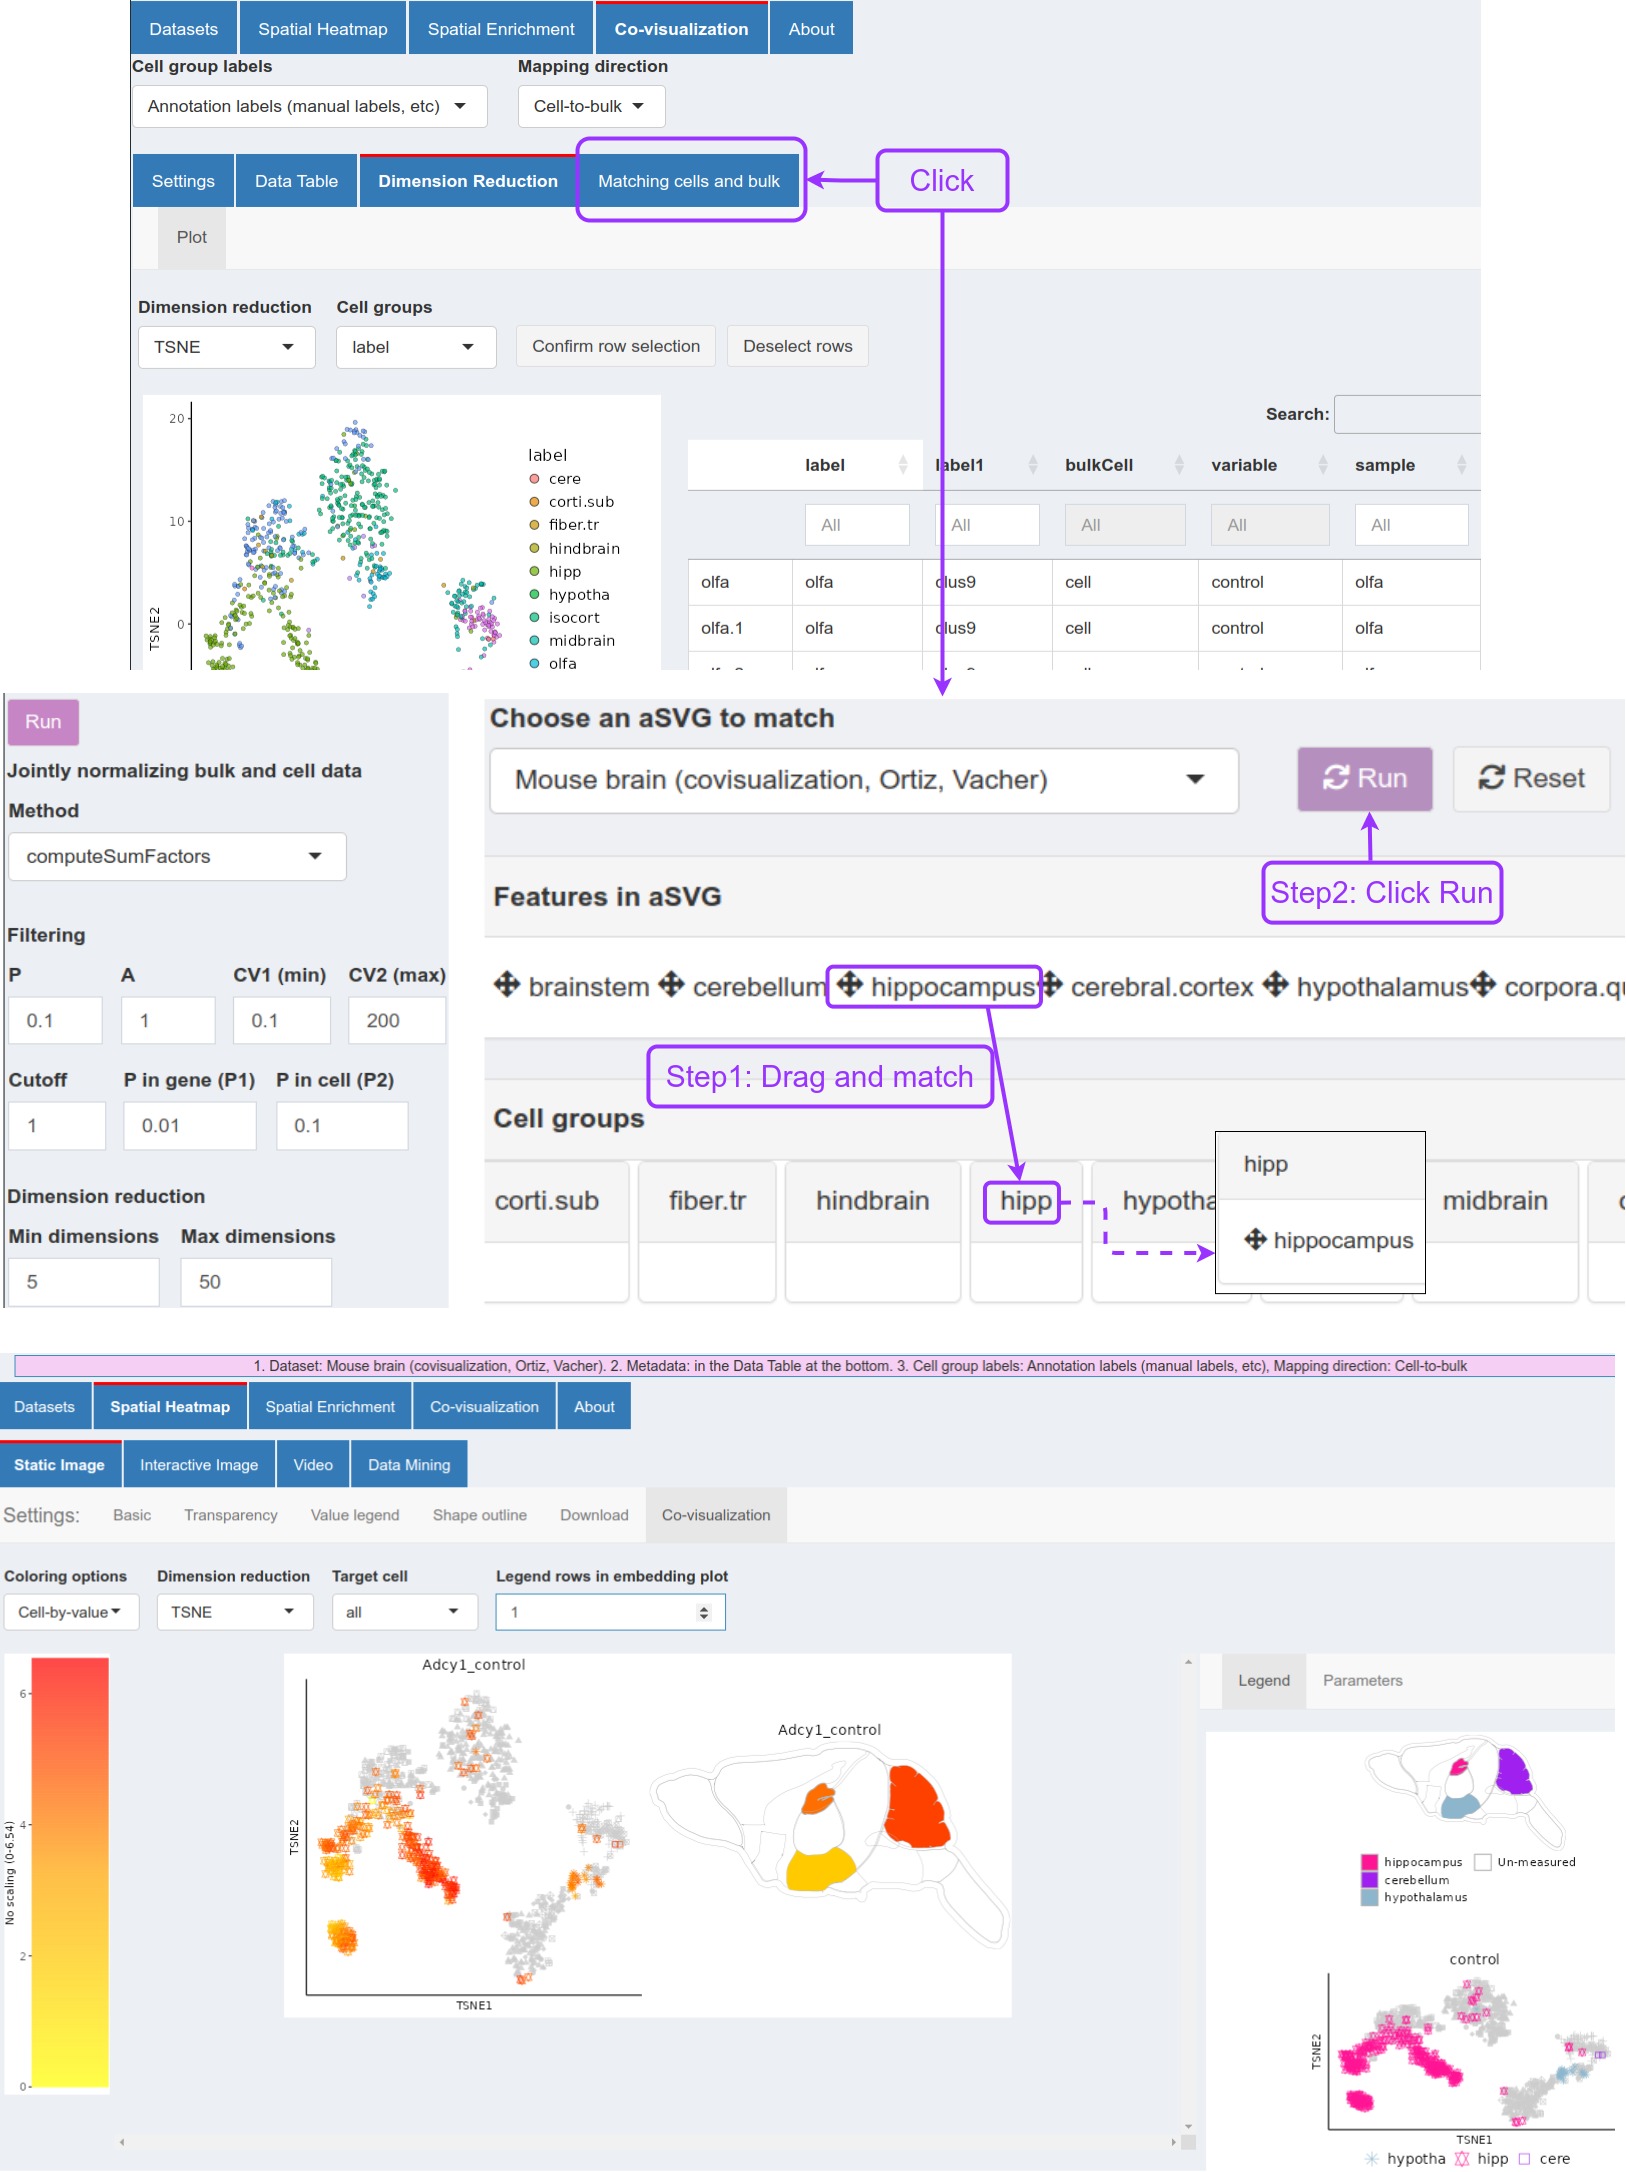 Datasets Spatial Heatmap Spatial Enrichment Co-visualization About
Cell group labels Mapping direction
Annotation labels (manual labels, etc) Cell-to-bulk
Settings Data Table Dimension Reduction Matching cells and bulk Click
Plot
Dimension reduction Cell groups
TSNE label Confirm row selection Deselect rows
Search:
20
10
0
TSNE2
label
cere
corti.sub
fiber.tr
hindbrain
hipp
hypotha
isocort
midbrain
olfa
label label1 bulkCell variable sample
All All All All All
olfa olfa clus9 cell control olfa
olfa.1 olfa clus9 cell control olfa
Run
Jointly normalizing bulk and cell data
Method
computeSumFactors
Filtering
P A CV1 (min) CV2 (max)
0.1 1 0.1 200
Cutoff P in gene (P1) P in cell (P2)
1 0.01 0.1
Dimension reduction
Min dimensions Max dimensions
5 50
Choose an aSVG to match
Mouse brain (covisualization, Ortiz, Vacher) Run Reset
Step2: Click Run
Features in aSVG
brainstem cerebellum hippocampus cerebral.cortex hypothalamus corpora.qu
Step1: Drag and match
Cell groups
corti.sub fiber.tr hindbrain hipp hypotha midbrain
hipp
hippocampus
1. Dataset: Mouse brain (covisualization, Ortiz, Vacher). 2. Metadata: in the Data Table at the bottom. 3. Cell group labels: Annotation labels (manual labels, etc), Mapping direction: Cell-to-bulk
Datasets Spatial Heatmap Spatial Enrichment Co-visualization About
Static Image Interactive Image Video Data Mining
Settings: Basic Transparency Value legend Shape outline Download Co-visualization
Coloring options Dimension reduction Target cell Legend rows in embedding plot
Cell-by-value TSNE all 1
6
4
2
0
No scaling (0-6.54)
Adcy1_control
TSNE2
TSNE1
Adcy1_control
Legend Parameters
hippocampus Un-measured
cerebellum
hypothalamus
control
TSNE2
TSNE1
hypotha hipp cere